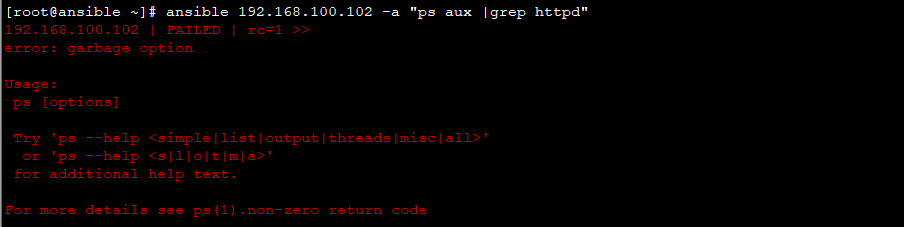 [root@ansible ~]# ansible 192.168.100.102 -a "ps aux |grep httpd"
192.168.100.102 | FAILED | rc=1 >>
error: garbage option
Usage:
ps [options]
Try 'ps --help <simple|list|output|threads|misc|all>'
or 'ps --help <s|l|o|t|m|a>'
for additional help text.
For more details see ps(1).non-zero return code